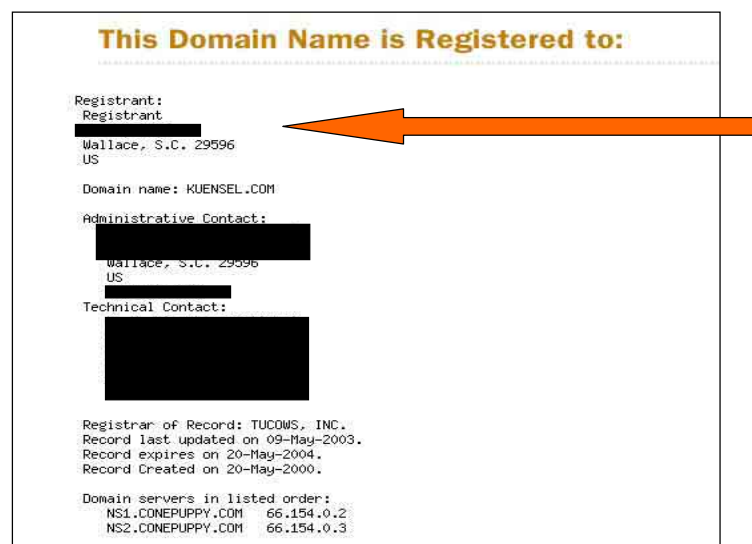 This Domain Name is Registered to:
Registrant:
Registrant
Wallace, S.C. 29596
US
Domain name: KUENSEL.COM
Administrative Contact:
Wallace, S.C. 29596
US
Technical Contact:
Registrar of Record: TUCOWS, INC.
Record last updated on 09-May-2003.
Record expires on 20-May-2004.
Record Created on 20-May-2000.
Domain servers in listed order:
NS1.CONEPUPPY.COM 66.154.0.2
NS2.CONEPUPPY.COM 66.154.0.3